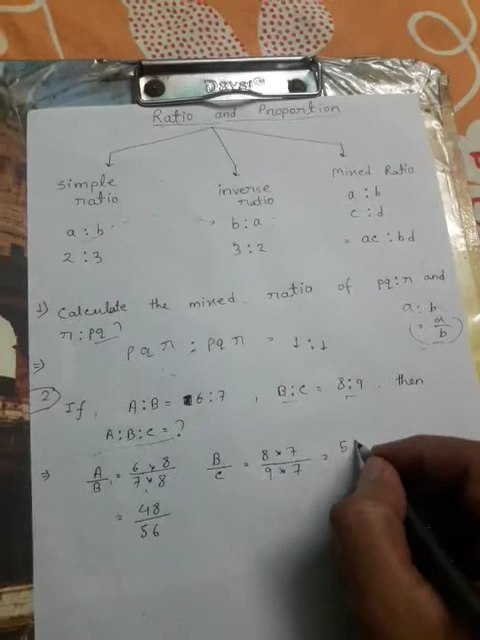 Daysic
Ratio and Proportion
simple ratio
a : b
2 : 3
inverse ratio
b : a
3 : 2
Mixed Ratio
a : b
c : d
= ac : bd
1) Calculate the mixed ratio of pq : r and
r : pq ?
a : b
= a/b
⇒ pqr : pqr = 1 : 1
2) If, A : B = 6 : 7 , B : C = 8 : 9 . then
A : B : C = ?
⇒ A/B = 6 × 8 / 7 × 8
= 48/56
B/C = 8 × 7 / 9 × 7 = 5